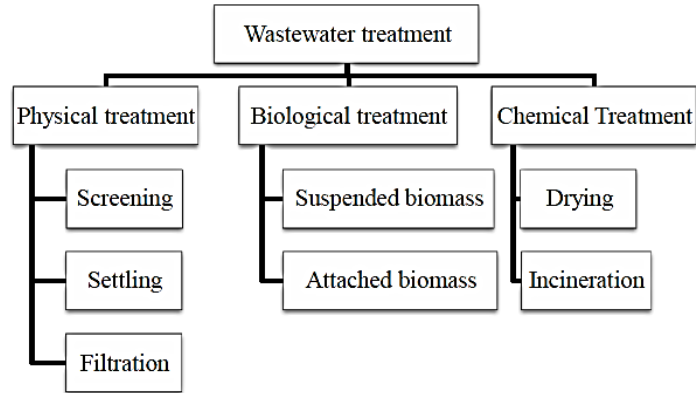 Wastewater treatment
Physical treatment
Biological treatment
Chemical Treatment
Screening
Suspended biomass
Drying
Settling
Attached biomass
Incineration
Filtration